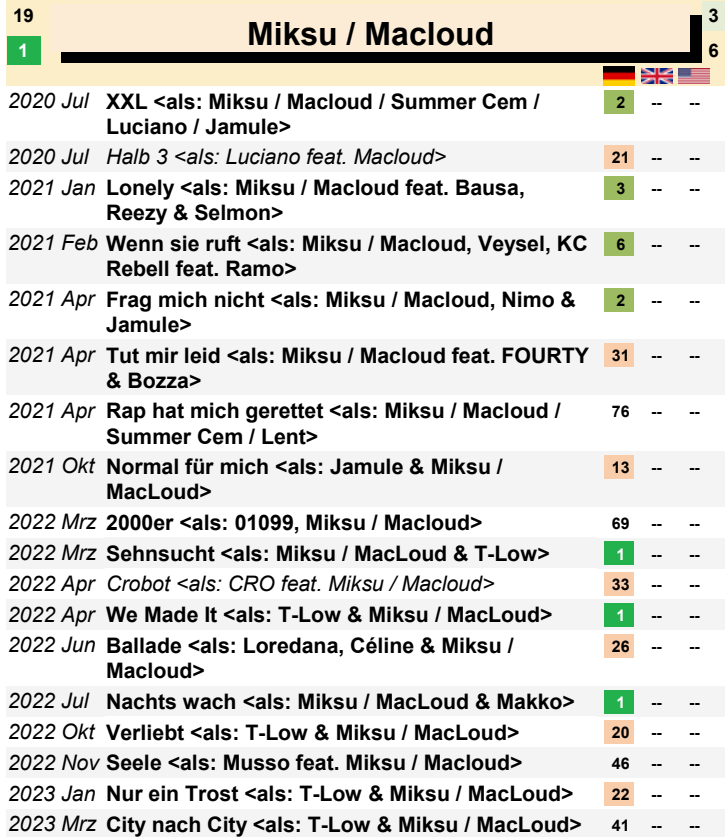 19
1
Miksu / Macloud
3
6
2020 Jul XXL <als: Miksu / Macloud / Summer Cem / 2 -- --
Luciano / Jamule>
2020 Jul Halb 3 <als: Luciano feat. Macloud> 21 -- --
2021 Jan Lonely <als: Miksu / Macloud feat. Bausa, 3 -- --
Reezy & Selmon>
2021 Feb Wenn sie ruft <als: Miksu / Macloud, Veysel, KC 6 -- --
Rebell feat. Ramo>
2021 Apr Frag mich nicht <als: Miksu / Macloud, Nimo & 2 -- --
Jamule>
2021 Apr Tut mir leid <als: Miksu / Macloud feat. FOURTY 31 -- --
& Bozza>
2021 Apr Rap hat mich gerettet <als: Miksu / Macloud / 76 -- --
Summer Cem / Lent>
2021 Okt Normal für mich <als: Jamule & Miksu / 13 -- --
MacLoud>
2022 Mrz 2000er <als: 01099, Miksu / Macloud> 69 -- --
2022 Mrz Sehnsucht <als: Miksu / MacLoud & T-Low> 1 -- --
2022 Apr Crobot <als: CRO feat. Miksu / Macloud> 33 -- --
2022 Apr We Made It <als: T-Low & Miksu / MacLoud> 1 -- --
2022 Jun Ballade <als: Loredana, Céline & Miksu / 26 -- --
Macloud>
2022 Jul Nachts wach <als: Miksu / MacLoud & Makko> 1 -- --
2022 Okt Verliebt <als: T-Low & Miksu / MacLoud> 20 -- --
2022 Nov Seele <als: Musso feat. Miksu / Macloud> 46 -- --
2023 Jan Nur ein Trost <als: T-Low & Miksu / MacLoud> 22 -- --
2023 Mrz City nach City <als: T-Low & Miksu / MacLoud> 41 -- --